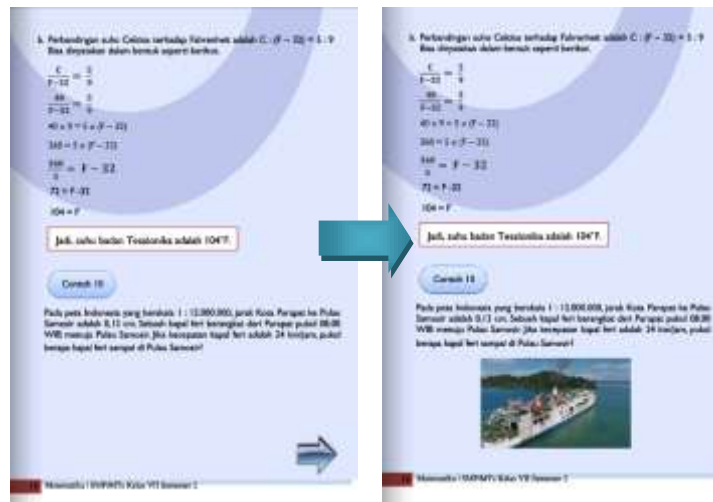 b. Perbandingan suhu Celcius terhadap Fahrenheit adalah C : (F – 32) = 5 : 9
Bisa dinyatakan dalam bentuk seperti berikut.
C/F-32 = 5/9
40/F-32 = 5/9
40 x 9 = 5 x (F – 32)
360 = 5 x (F – 32)
360/5 = F – 32
72 = F -32
104 = F
Jadi, suhu badan Tessalonika adalah 104°F.
Contoh 10
Pada peta Indonesia yang berskala 1 : 12.000.000, jarak Kota Parapat ke Pulau
Samosir adalah 0,13 cm. Sebuah kapal feri berangkat dari Parapat pukul 08.00
WIB menuju Pulau Samosir. Jika kecepatan kapal feri adalah 24 km/jam, pukul
berapa kapal feri sampai di Pulau Samosir?
Matematika | SMP/MTs Kelas VII Semester 2
b. Perbandingan suhu Celcius terhadap Fahrenheit adalah C : (F – 32) = 5 : 9
Bisa dinyatakan dalam bentuk seperti berikut.
C/F-32 = 5/9
40/F-32 = 5/9
40 x 9 = 5 x (F – 32)
360 = 5 x (F – 32)
360/5 = F – 32
72 = F -32
104 = F
Jadi, suhu badan Tessalonika adalah 104°F.
Contoh 10
Pada peta Indonesia yang berskala 1 : 12.000.000, jarak Kota Parapat ke Pulau
Samosir adalah 0,13 cm. Sebuah kapal feri berangkat dari Parapat pukul 08.00
WIB menuju Pulau Samosir. Jika kecepatan kapal feri adalah 24 km/jam, pukul
berapa kapal feri sampai di Pulau Samosir?
Matematika | SMP/MTs Kelas VII Semester 2